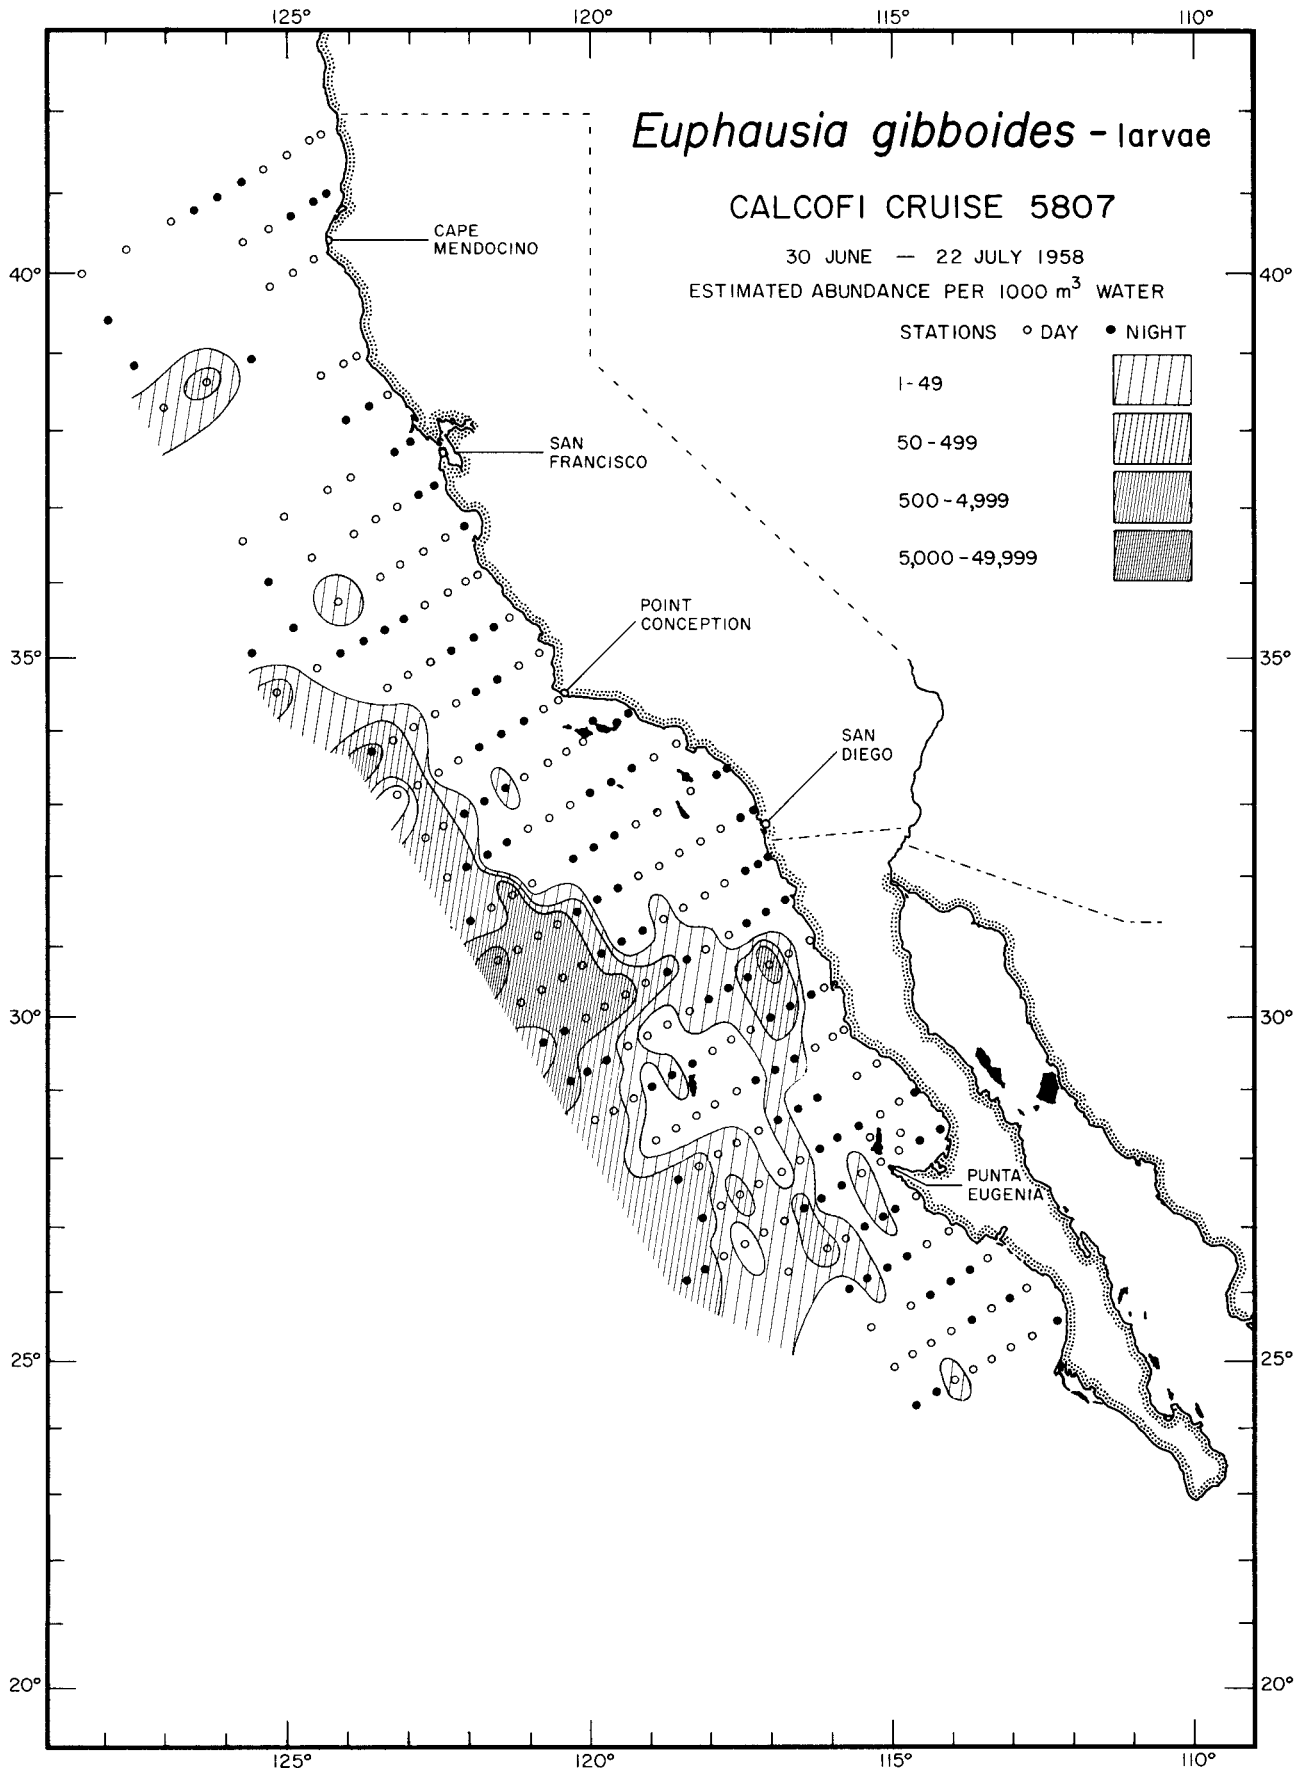 125° 120° 115° 110°
Euphausia gibboides - larvae
CALCOFI CRUISE 5807
30 JUNE — 22 JULY 1958
ESTIMATED ABUNDANCE PER 1000 m³ WATER
STATIONS ○ DAY ● NIGHT
1-49
50-499
500-4,999
5,000-49,999
CAPE
MENDOCINO
40° 40°
SAN
FRANCISCO
POINT
CONCEPTION
35° 35°
SAN
DIEGO
30° 30°
PUNTA
EUGENIA
25° 25°
20° 20°
125° 120° 115° 110°